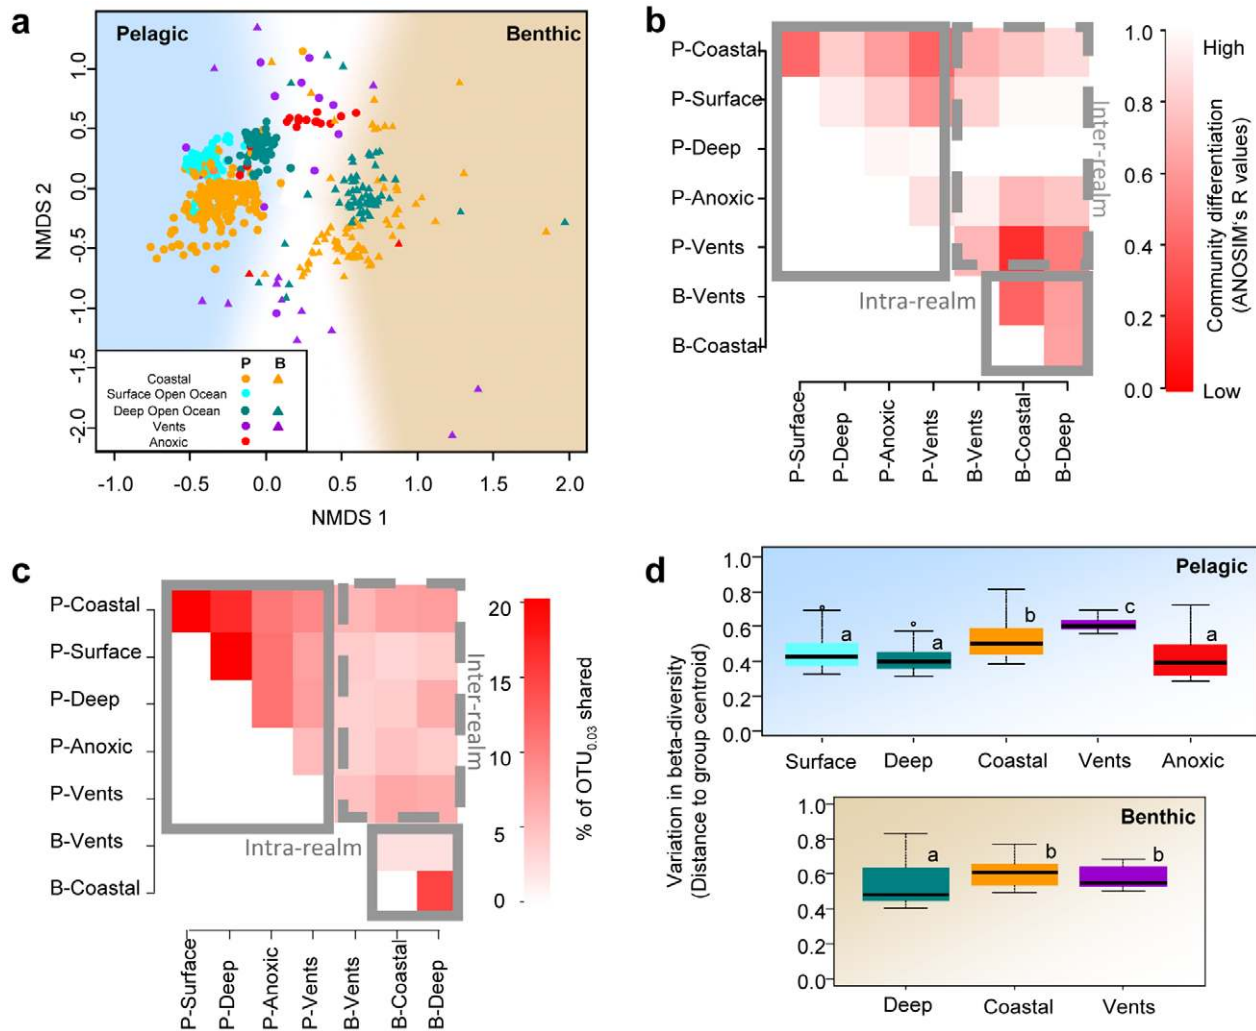 a
Pelagic
Benthic
1.0
0.5
0.0
-0.5
-1.0
-1.5
-2.0
NMDS 2
P B
Coastal
Surface Open Ocean
Deep Open Ocean
Vents
Anoxic
-1.0 -0.5 0.0 0.5 1.0 1.5 2.0
NMDS 1
b
P-Coastal
P-Surface
P-Deep
P-Anoxic
P-Vents
B-Vents
B-Coastal
Inter-realm
Intra-realm
P-Surface
P-Deep
P-Anoxic
P-Vents
B-Vents
B-Coastal
B-Deep
1.0
0.8
0.6
0.4
0.2
0.0
High
Low
Community differentiation
(ANOSIM's R values)
c
P-Coastal
P-Surface
P-Deep
P-Anoxic
P-Vents
B-Vents
B-Coastal
Inter-realm
Intra-realm
P-Surface
P-Deep
P-Anoxic
P-Vents
B-Vents
B-Coastal
B-Deep
20
15
10
5
0
% of OTU0.03 shared
d
Variation in beta-diversity
(Distance to group centroid)
Pelagic
1.0
0.8
0.6
0.4
0.2
0.0
a
a
b
c
a
Surface Deep Coastal Vents Anoxic
Benthic
1.0
0.8
0.6
0.4
0.2
0.0
a
b
b
Deep Coastal Vents